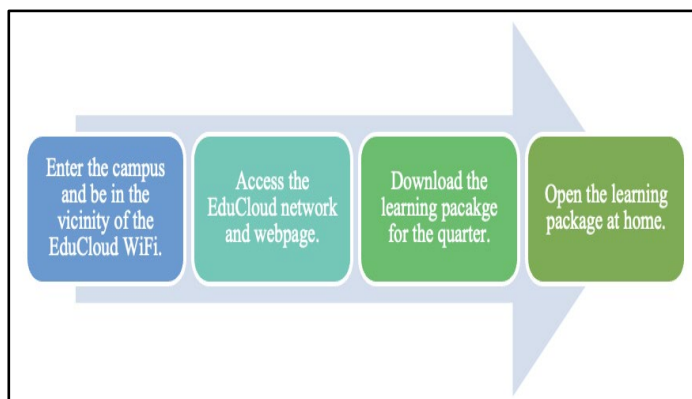 Enter the campus
and be in the
vicinity of the
EduCloud WiFi.
Access the
EduCloud network
and webpage.
Download the
learning pacakge
for the quarter.
Open the learning
package at home.